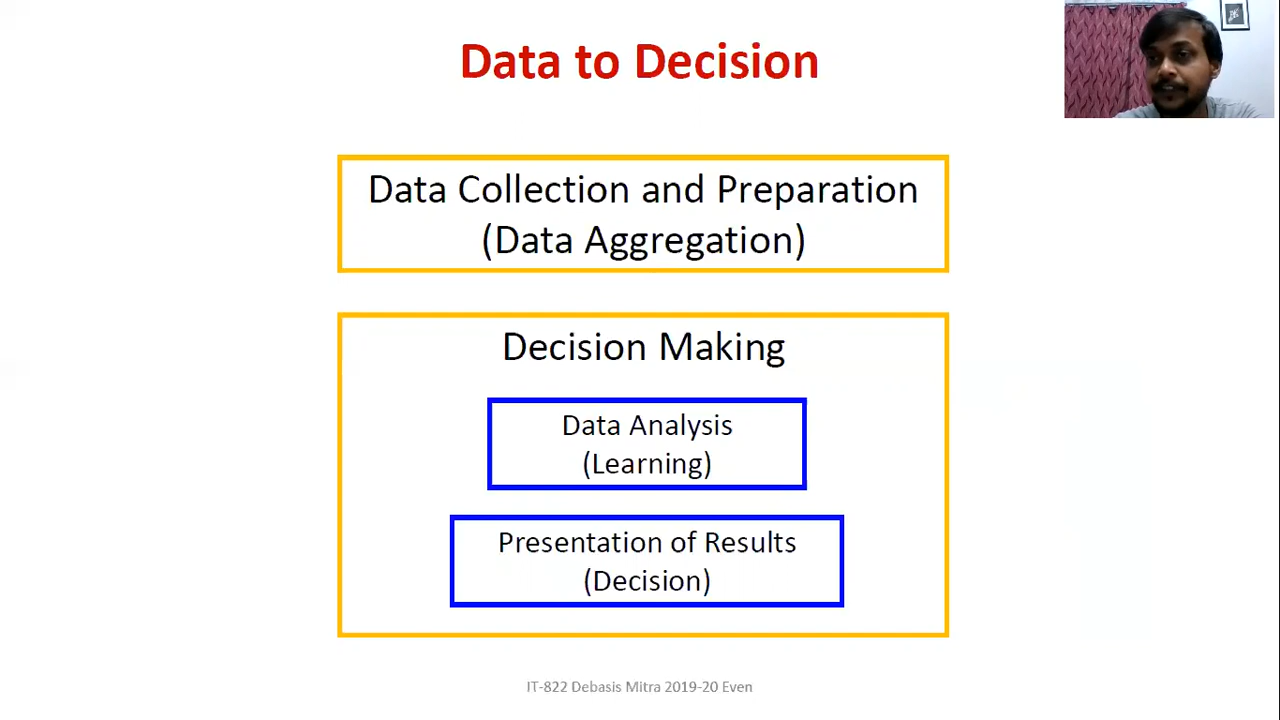 Data to Decision
Data Collection and Preparation
(Data Aggregation)
Decision Making
Data Analysis
(Learning)
Presentation of Results
(Decision)
IT-822 Debasis Mitra 2019-20 Even